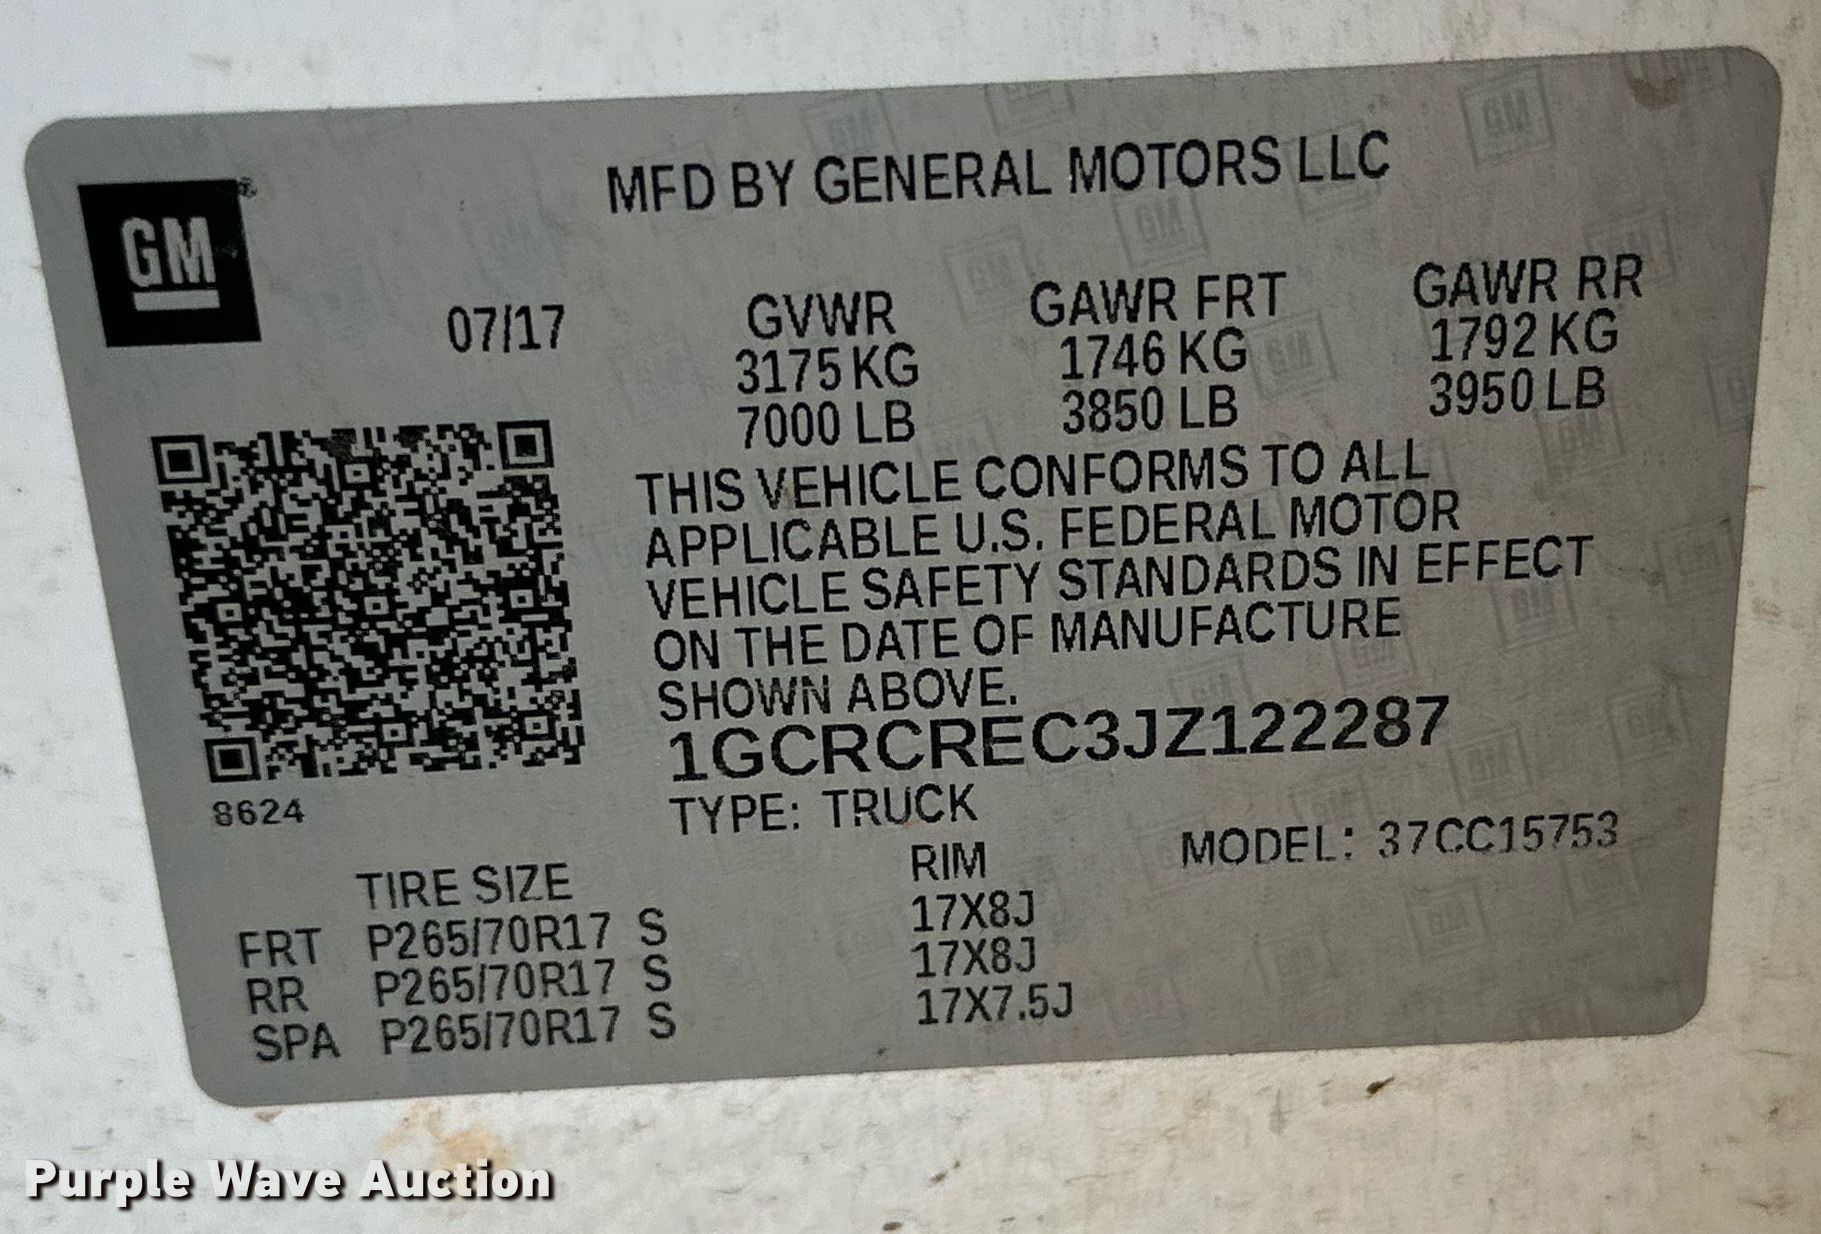 MFD BY GENERAL MOTORS LLC
GM
07/17
GVWR GAWR FRT GAWR RR
3175 KG 1746 KG 1792 KG
7000 LB 3850 LB 3950 LB
THIS VEHICLE CONFORMS TO ALL
APPLICABLE U.S. FEDERAL MOTOR
VEHICLE SAFETY STANDARDS IN EFFECT
ON THE DATE OF MANUFACTURE
SHOWN ABOVE.
1GCRCREC3JZ122287
8624
TYPE: TRUCK
MODEL: 37CC15753
TIRE SIZE RIM
FRT P265/70R17 S 17X8J
RR P265/70R17 S 17X8J
SPA P265/70R17 S 17X7.5J
Purple Wave Auction